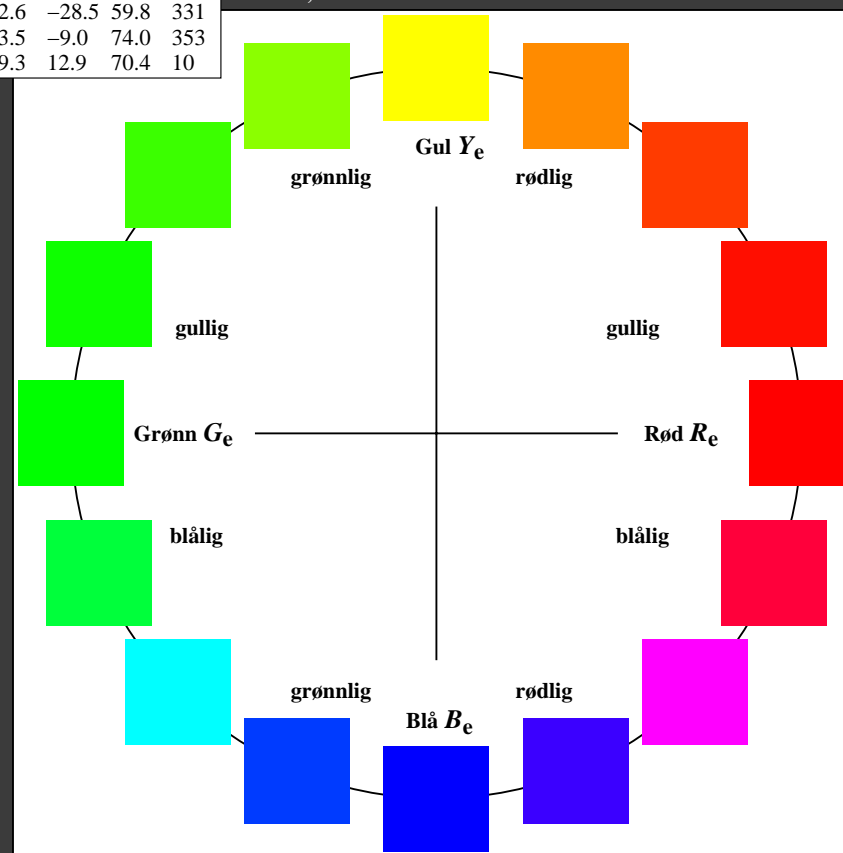 2.6 –28.5 59.8 331
3.5 –9.0 74.0 353
9.3 12.9 70.4 10
Gul Ye
grønnlig rødlig
gullig gullig
Grønn Ge Rød Re
blålig blålig
grønnlig rødlig
Blå Be